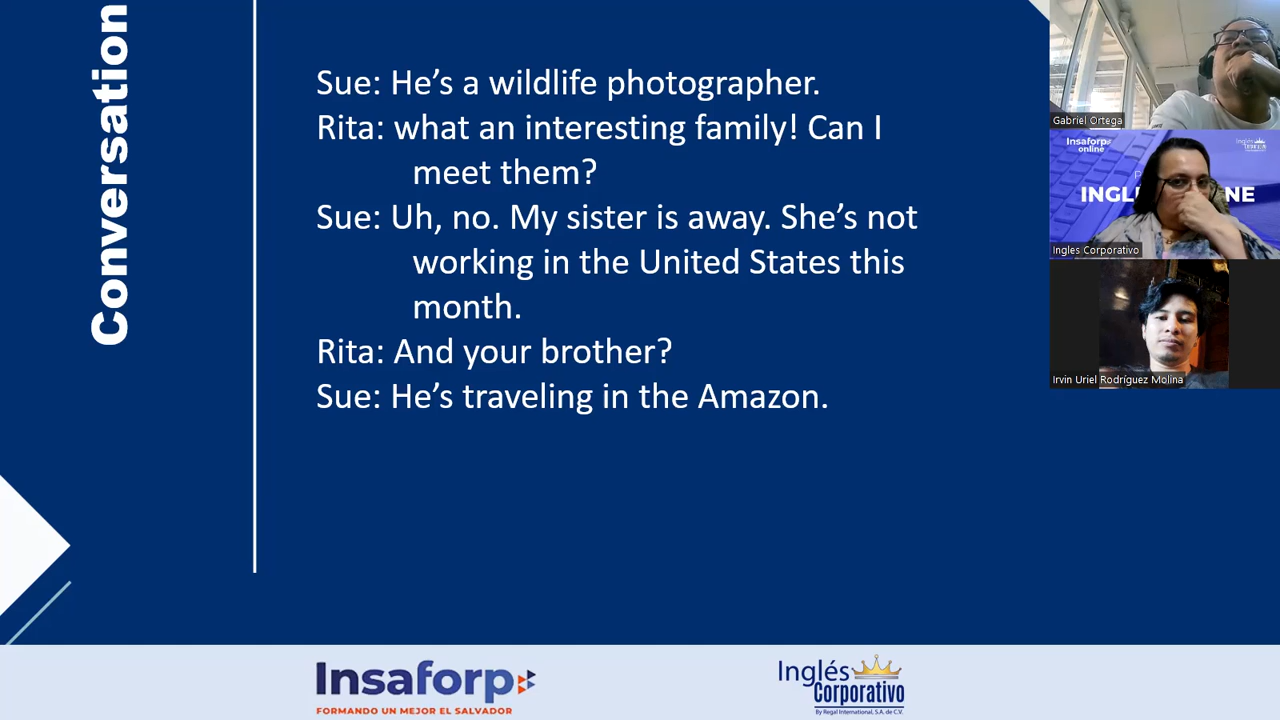 Conversation
Sue: He's a wildlife photographer.
Rita: what an interesting family! Can I
meet them?
Sue: Uh, no. My sister is away. She's not
working in the United States this
month.
Rita: And your brother?
Sue: He's traveling in the Amazon.
Gabriel Ortega
Insaforp
online
INGL NE
Ingles Corporativo
Irvin Uriel Rodríguez Molina
Insaforp
FORMANDO UN MEJOR EL SALVADOR
Inglés
Corporativo
By Regal International, S.A. de C.V.